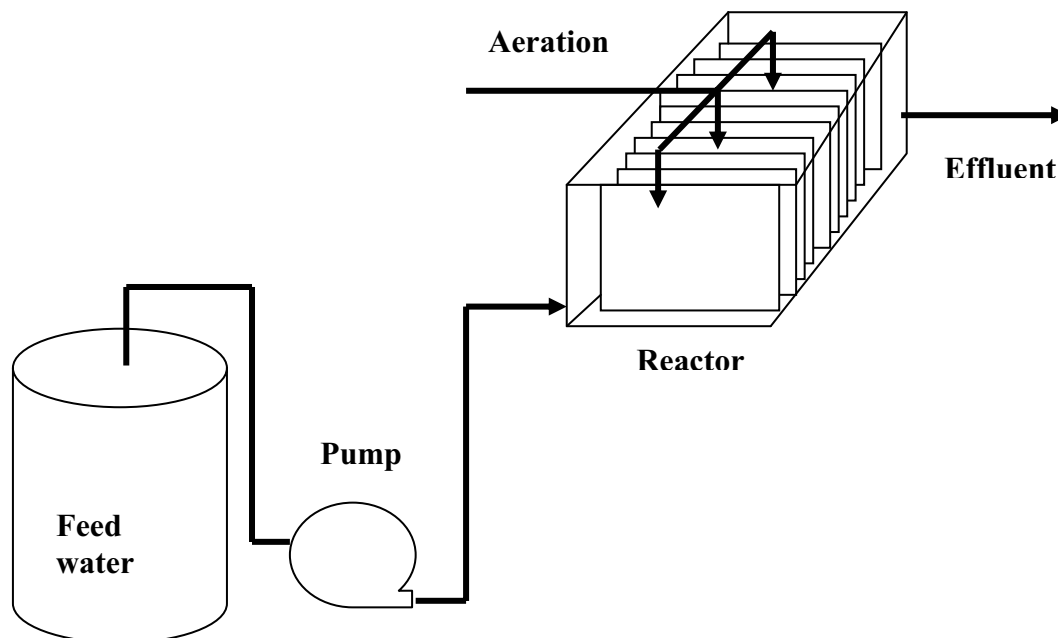 Aeration
Effluent
Reactor
Pump
Feed
water